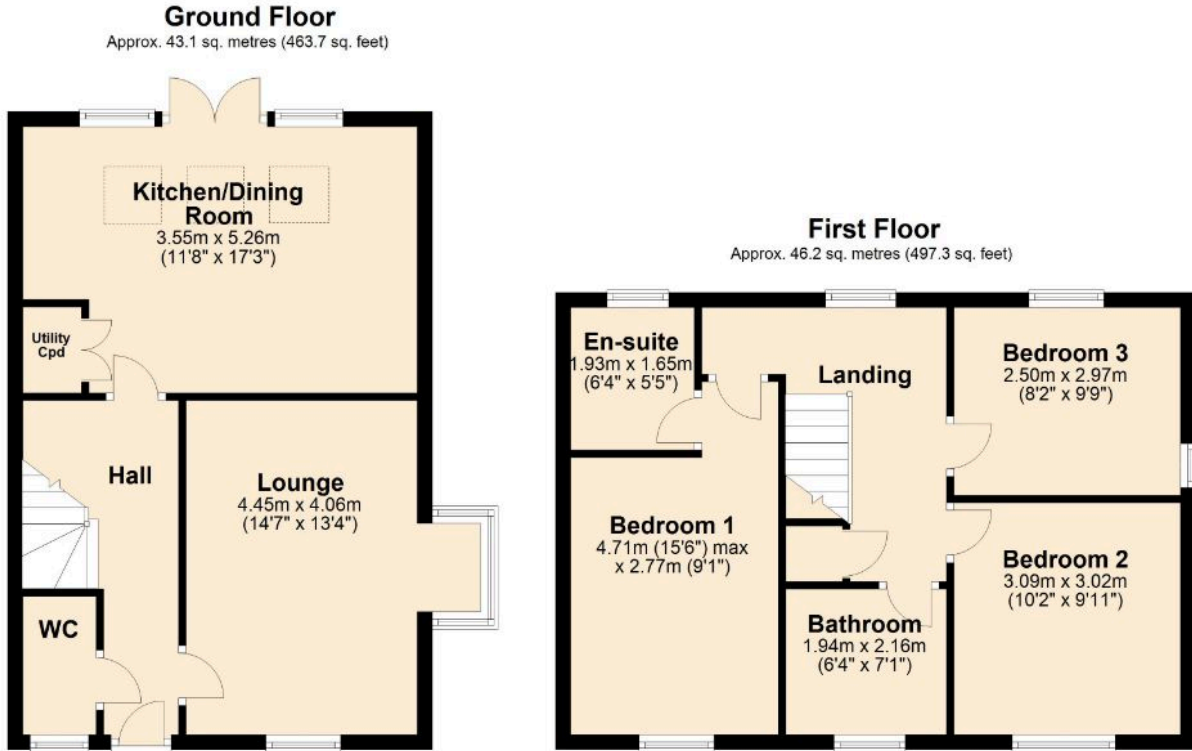 Ground Floor
Approx. 43.1 sq. metres (463.7 sq. feet)
Kitchen/Dining
Room
3.55m x 5.26m
(11'8" x 17'3")
Utility
Cpd
Hall
Lounge
4.45m x 4.06m
(14'7" x 13'4")
WC
First Floor
Approx. 46.2 sq. metres (497.3 sq. feet)
En-suite
1.93m x 1.65m
(6'4" x 5'5")
Landing
Bedroom 3
2.50m x 2.97m
(8'2" x 9'9")
Bedroom 1
4.71m (15'6") max
x 2.77m (9'1")
Bedroom 2
3.09m x 3.02m
(10'2" x 9'11")
Bathroom
1.94m x 2.16m
(6'4" x 7'1")